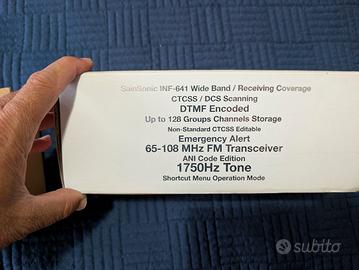 SainSonic INF-641 Wide Band / Receiving Coverage
CTCSS / DCS Scanning
DTMF Encoded
Up to 128 Groups Channels Storage
Non-Standard CTCSS Editable
Emergency Alert
65-108 MHz FM Transceiver
ANI Code Edition
1750Hz Tone
Shortcut Menu Operation Mode
subito